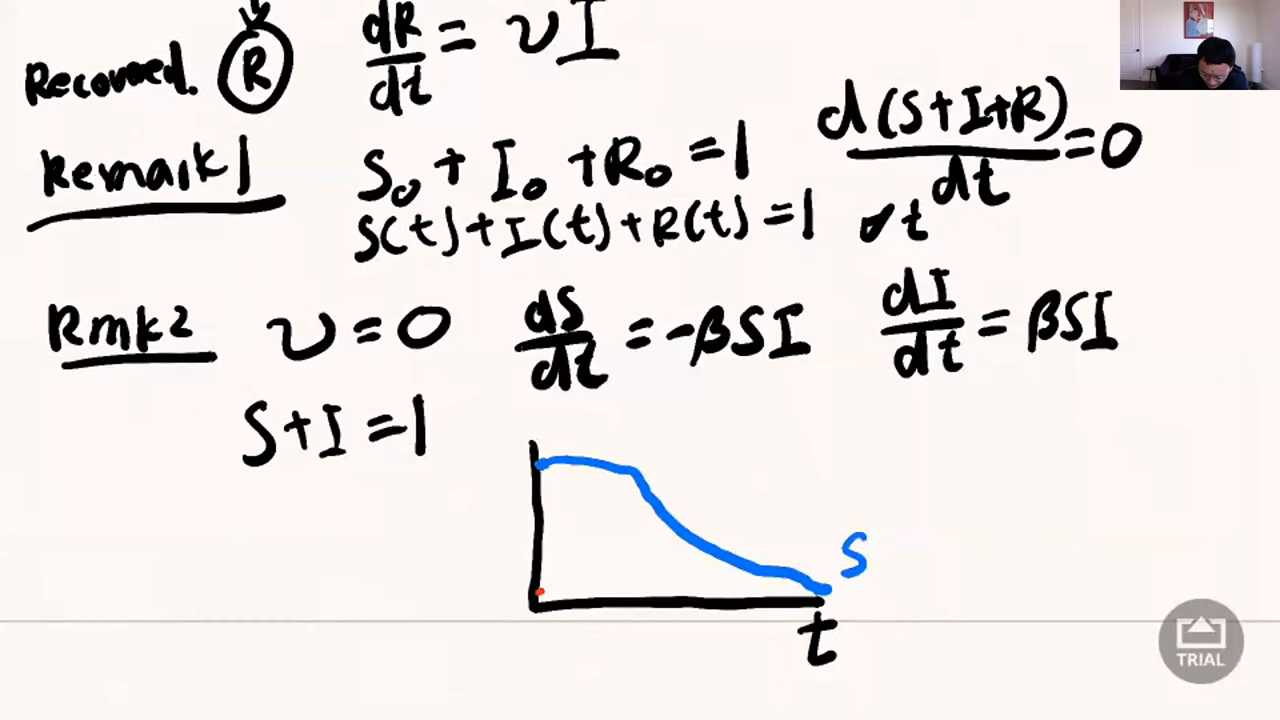 Recovered. R dR/dt = νI
Remark 1 S₀ + I₀ + R₀ = 1 d(S+I+R)/dt = 0
S(t) + I(t) + R(t) = 1 ∀t
Rmk2 ν = 0 dS/dt = -βSI dI/dt = βSI
S+I = 1
S
t
TRIAL